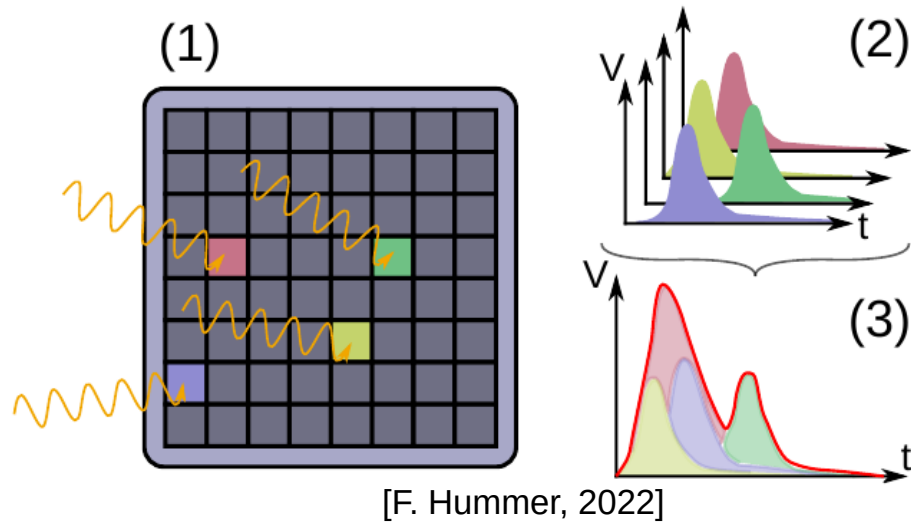 (1)
(2)
V
t
V
(3)
t
[F. Hummer, 2022]